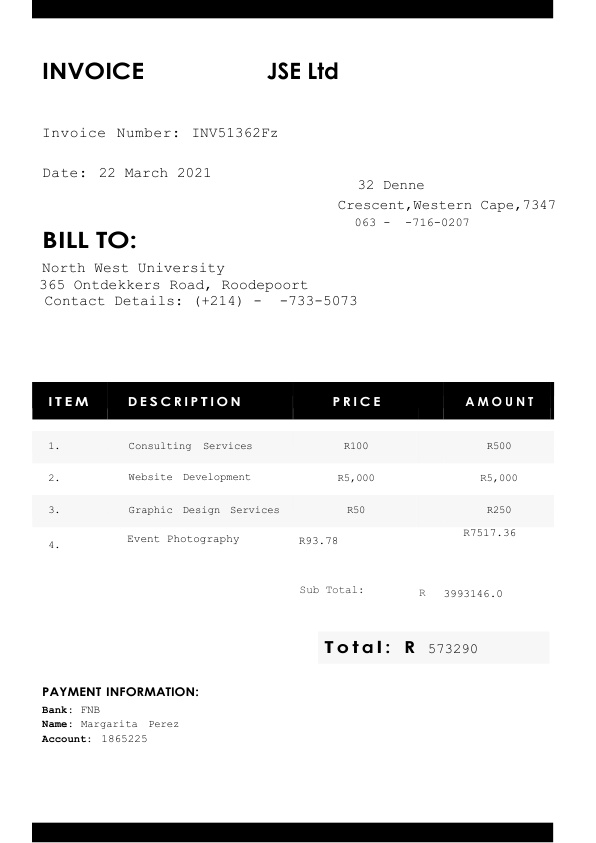 INVOICE JSE Ltd
Invoice Number: INV51362Fz
Date: 22 March 2021
32 Denne
Crescent,Western Cape,7347
063 - -716-0207
BILL TO:
North West University
365 Ontdekkers Road, Roodepoort
Contact Details: (+214) - -733-5073
ITEM DESCRIPTION PRICE AMOUNT
1. Consulting Services R100 R500
2. Website Development R5,000 R5,000
3. Graphic Design Services R50 R250
4. Event Photography R93.78 R7517.36
Sub Total: R 3993146.0
Total: R 573290
PAYMENT INFORMATION:
Bank: FNB
Name: Margarita Perez
Account: 1865225